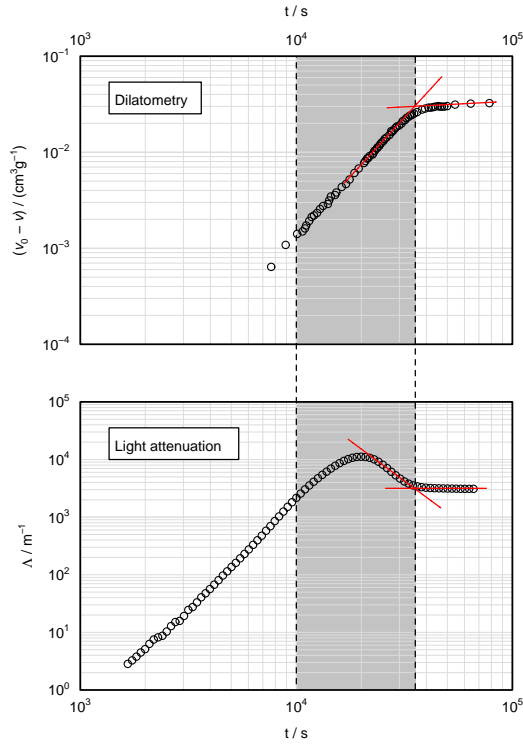 t / s
10³ 10⁴ 10⁵
10⁻¹
Dilatometry
10⁻²
(v₀ − v) / (cm³g⁻¹)
10⁻³
10⁻⁴
10⁵
Light attenuation
10⁴
10³
Λ / m⁻¹
10²
10¹
10⁰
10³ 10⁴ 10⁵
t / s